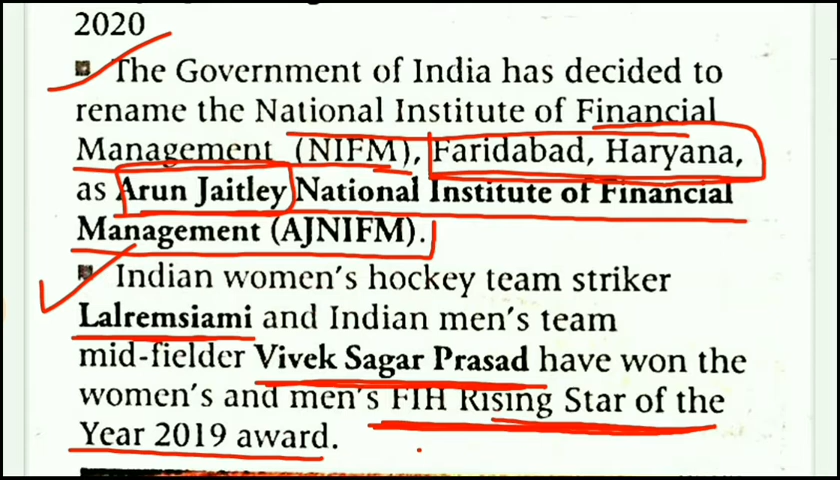 2020
The Government of India has decided to
rename the National Institute of Financial
Management (NIFM), Faridabad, Haryana,
as Arun Jaitley National Institute of Financial
Management (AJNIFM).
Indian women's hockey team striker
Lalremsiami and Indian men's team
mid-fielder Vivek Sagar Prasad have won the
women's and men's FIH Rising Star of the
Year 2019 award.